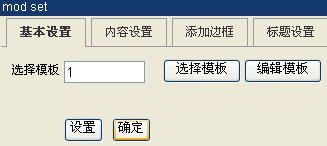 mod set
基本设置 内容设置 添加边框 标题设置
选择模板 1 选择模板 编辑模板
设置 确定